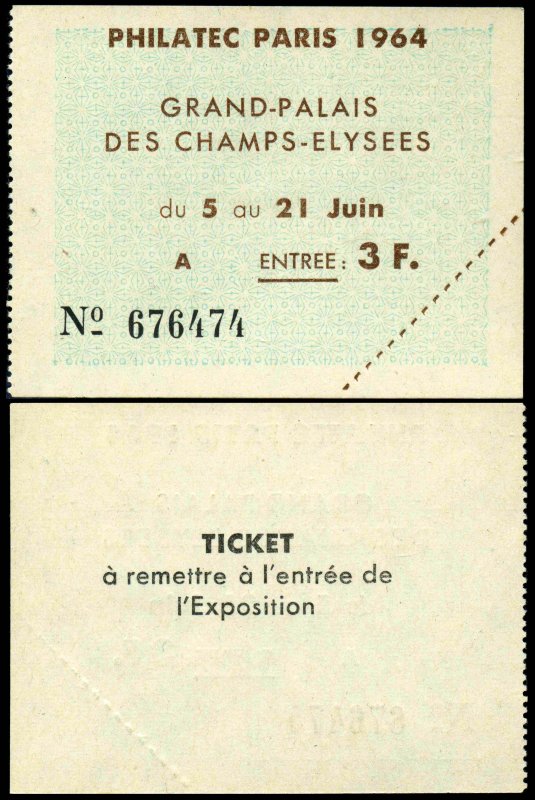 PHILATEC PARIS 1964
GRAND-PALAIS
DES CHAMPS-ELYSEES
du 5 au 21 Juin
A ENTREE: 3 F.
Nº 676474
TICKET
à remettre à l'entrée de
l'Exposition